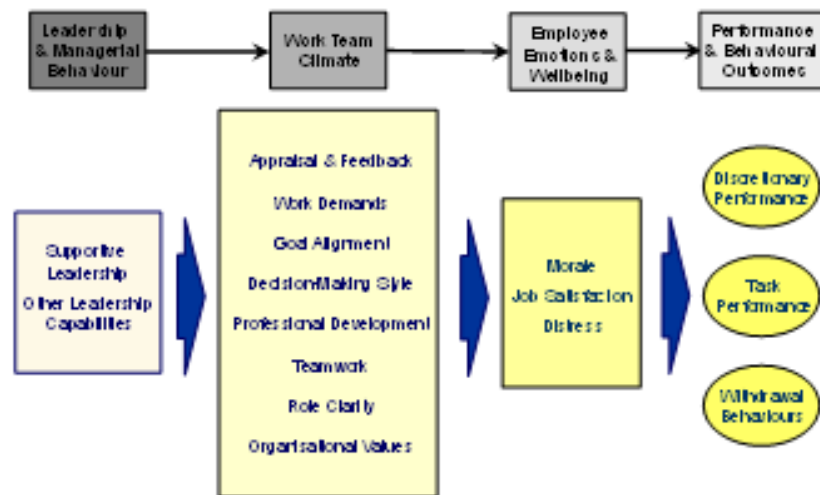 Leadership
& Managerial
Behaviour
Work Team
Climate
Employee
Emotions &
Wellbeing
Performance
& Behavioural
Outcomes
Supportive
Leadership
Other Leadership
Capabilities
Appraisal & Feedback
Work Demands
Goal Alignment
Decision-Making Style
Professional Development
Teamwork
Role Clarity
Organisational Values
Morale
Job Satisfaction
Distress
Discretionary
Performance
Task
Performance
Withdrawal
Behaviours